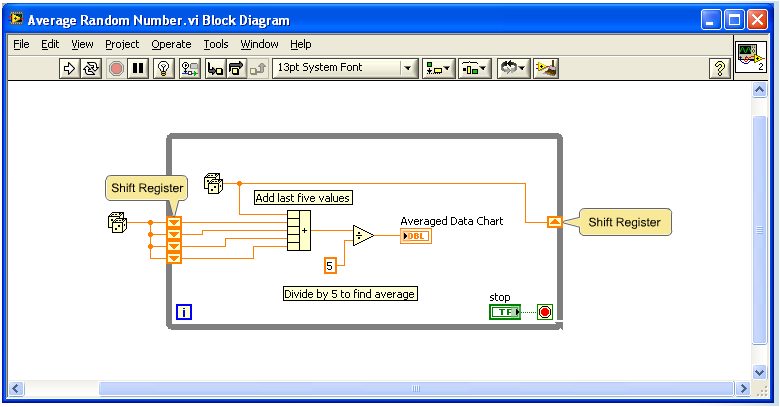 Average Random Number.vi Block Diagram
File Edit View Project Operate Tools Window Help
13pt System Font
?
2
Shift Register
Add last five values
+
÷
Averaged Data Chart
DBL
Shift Register
5
Divide by 5 to find average
i
stop
TF